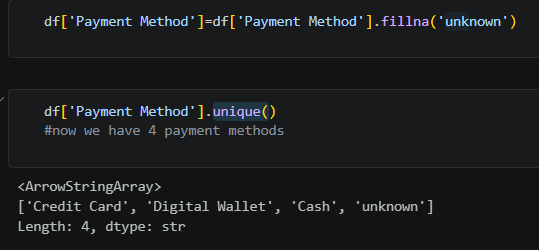 df['Payment Method']=df['Payment Method'].fillna('unknown')
df['Payment Method'].unique()
#now we have 4 payment methods
<ArrowStringArray>
['Credit Card', 'Digital Wallet', 'Cash', 'unknown']
Length: 4, dtype: str